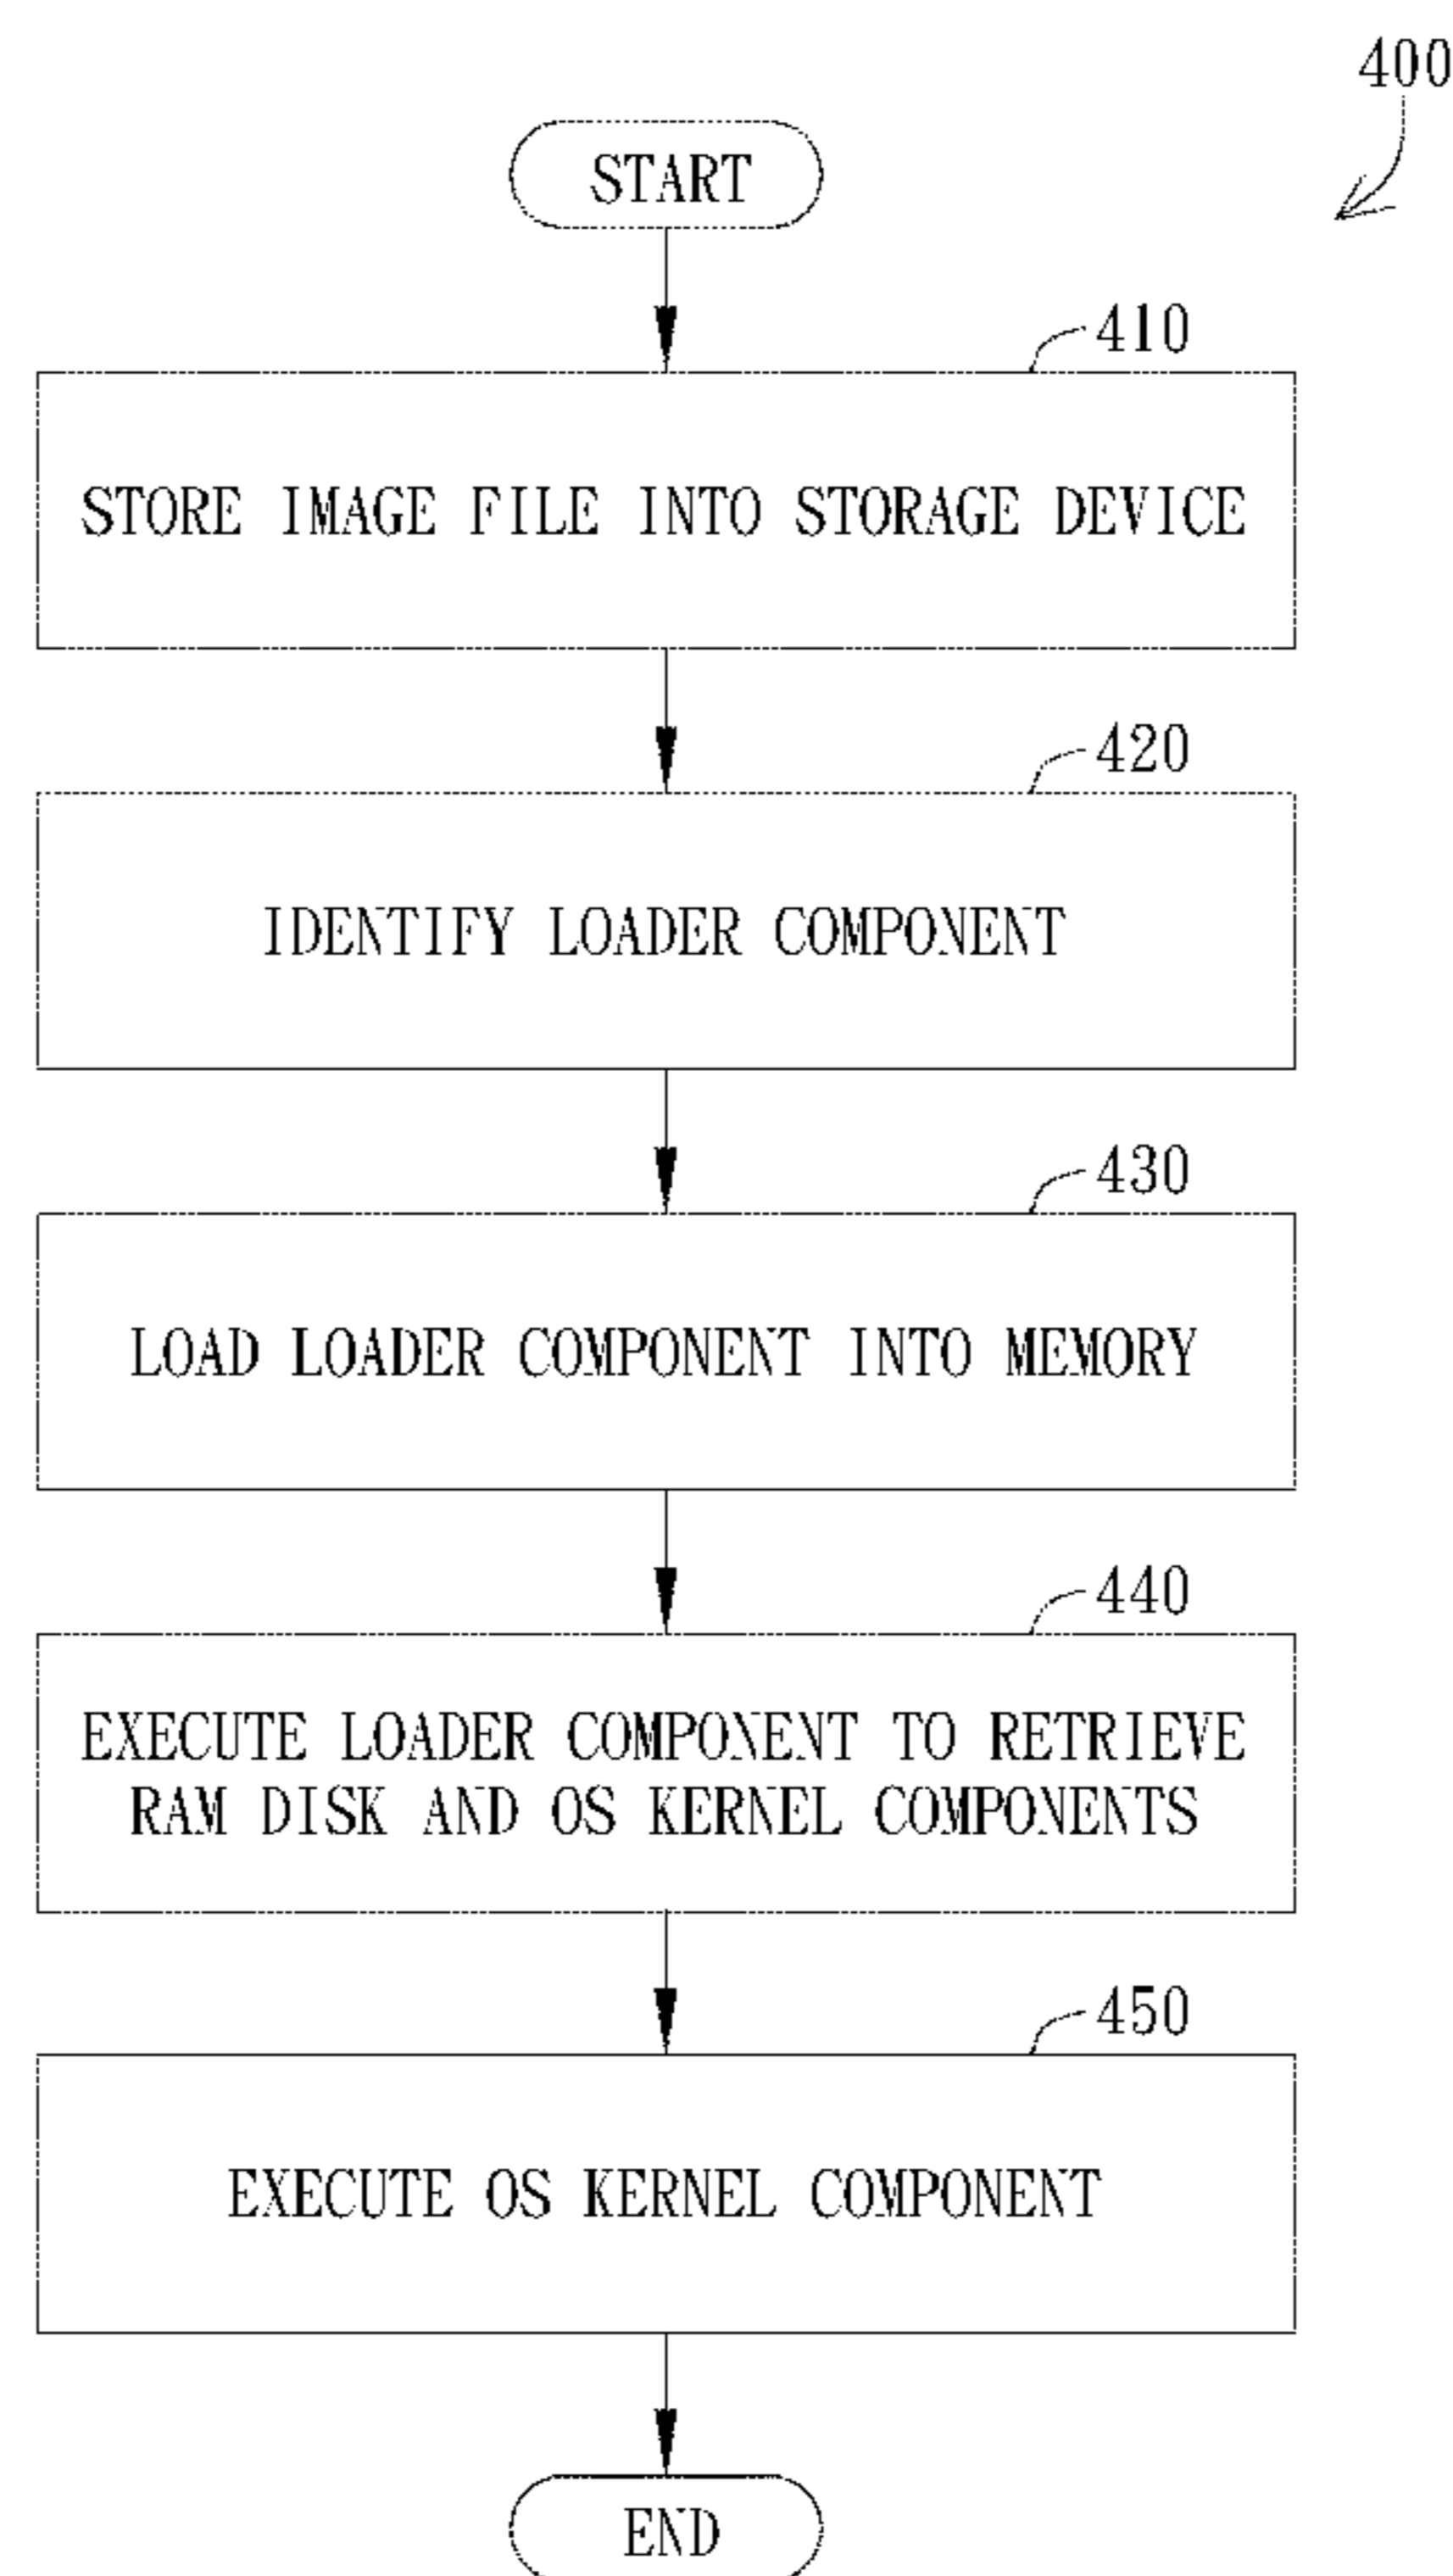 400
START
410
STORE IMAGE FILE INTO STORAGE DEVICE
420
IDENTIFY LOADER COMPONENT
430
LOAD LOADER COMPONENT INTO MEMORY
440
EXECUTE LOADER COMPONENT TO RETRIEVE
RAM DISK AND OS KERNEL COMPONENTS
450
EXECUTE OS KERNEL COMPONENT
END